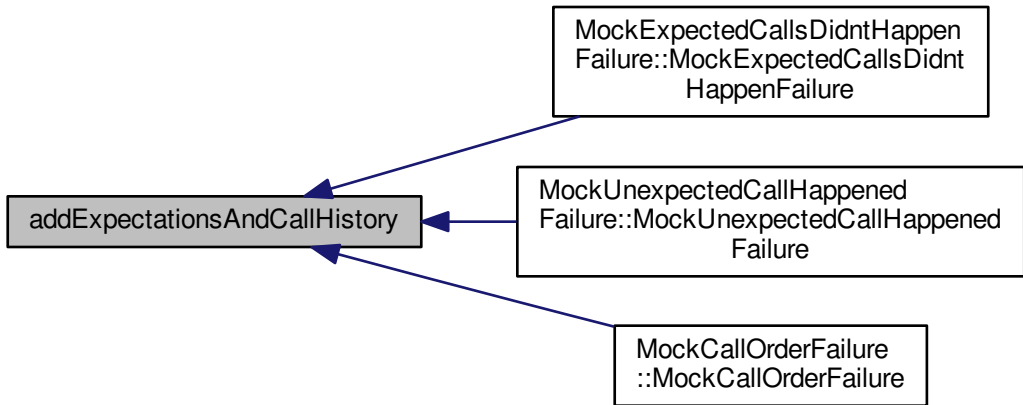 MockExpectedCallsDidntHappen
Failure::MockExpectedCallsDidnt
HappenFailure
addExpectationsAndCallHistory
MockUnexpectedCallHappened
Failure::MockUnexpectedCallHappened
Failure
MockCallOrderFailure
::MockCallOrderFailure